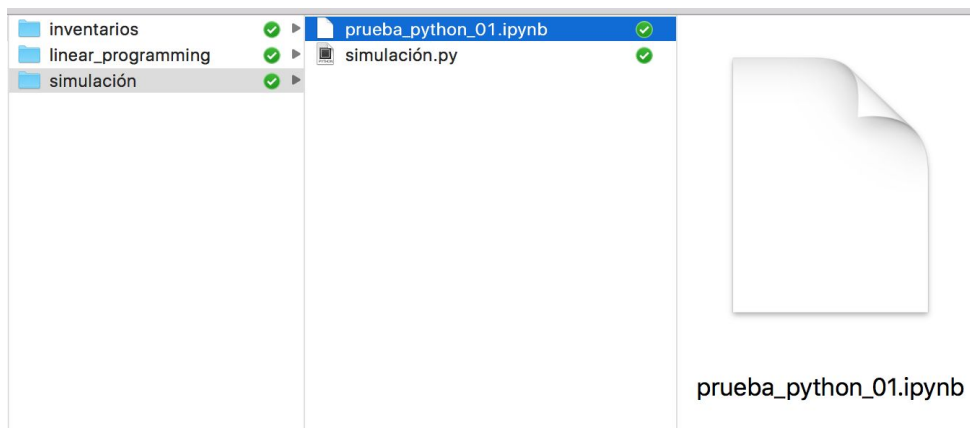 inventarios
linear_programming
simulación
prueba_python_01.ipynb
simulación.py
prueba_python_01.ipynb